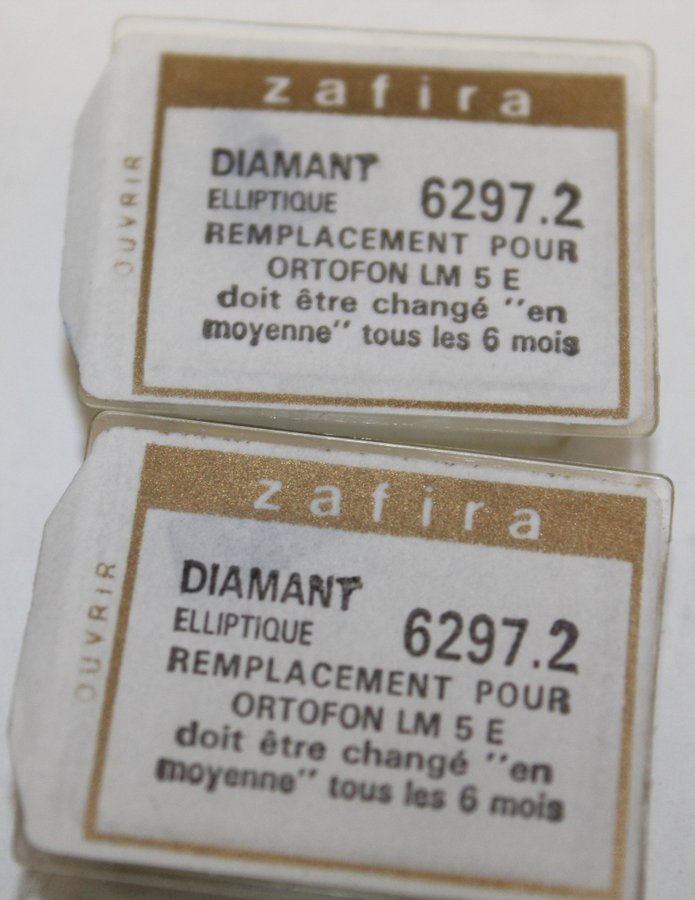 zafira
OUVRIR
DIAMANT
ELLIPTIQUE 6297.2
REMPLACEMENT POUR
ORTOFON LM 5 E
doit être changé "en
moyenne" tous les 6 mois
zafira
OUVRIR
DIAMANT
ELLIPTIQUE 6297.2
REMPLACEMENT POUR
ORTOFON LM 5 E
doit être changé "en
moyenne" tous les 6 mois